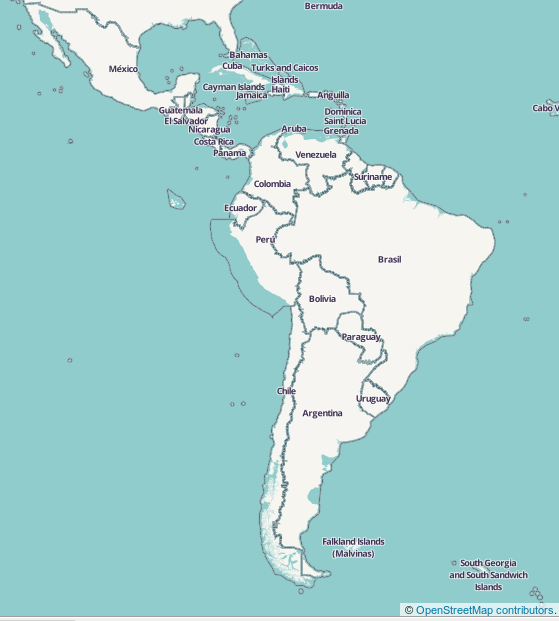 Bermuda
Bahamas
Cuba
Turks and Caicos
Islands
México
Cayman Islands
Haiti
Jamaica
Anguilla
Cabo V
Guatemala
Dominica
El Salvador
Saint Lucia
Nicaragua
Aruba
Grenada
Costa Rica
Panama
Venezuela
Suriname
Colombia
Ecuador
Perú
Brasil
Bolivia
Paraguay
Chile
Uruguay
Argentina
Falkland Islands
(Malvinas)
South Georgia
and South Sandwich
Islands
© OpenStreetMap contributors.